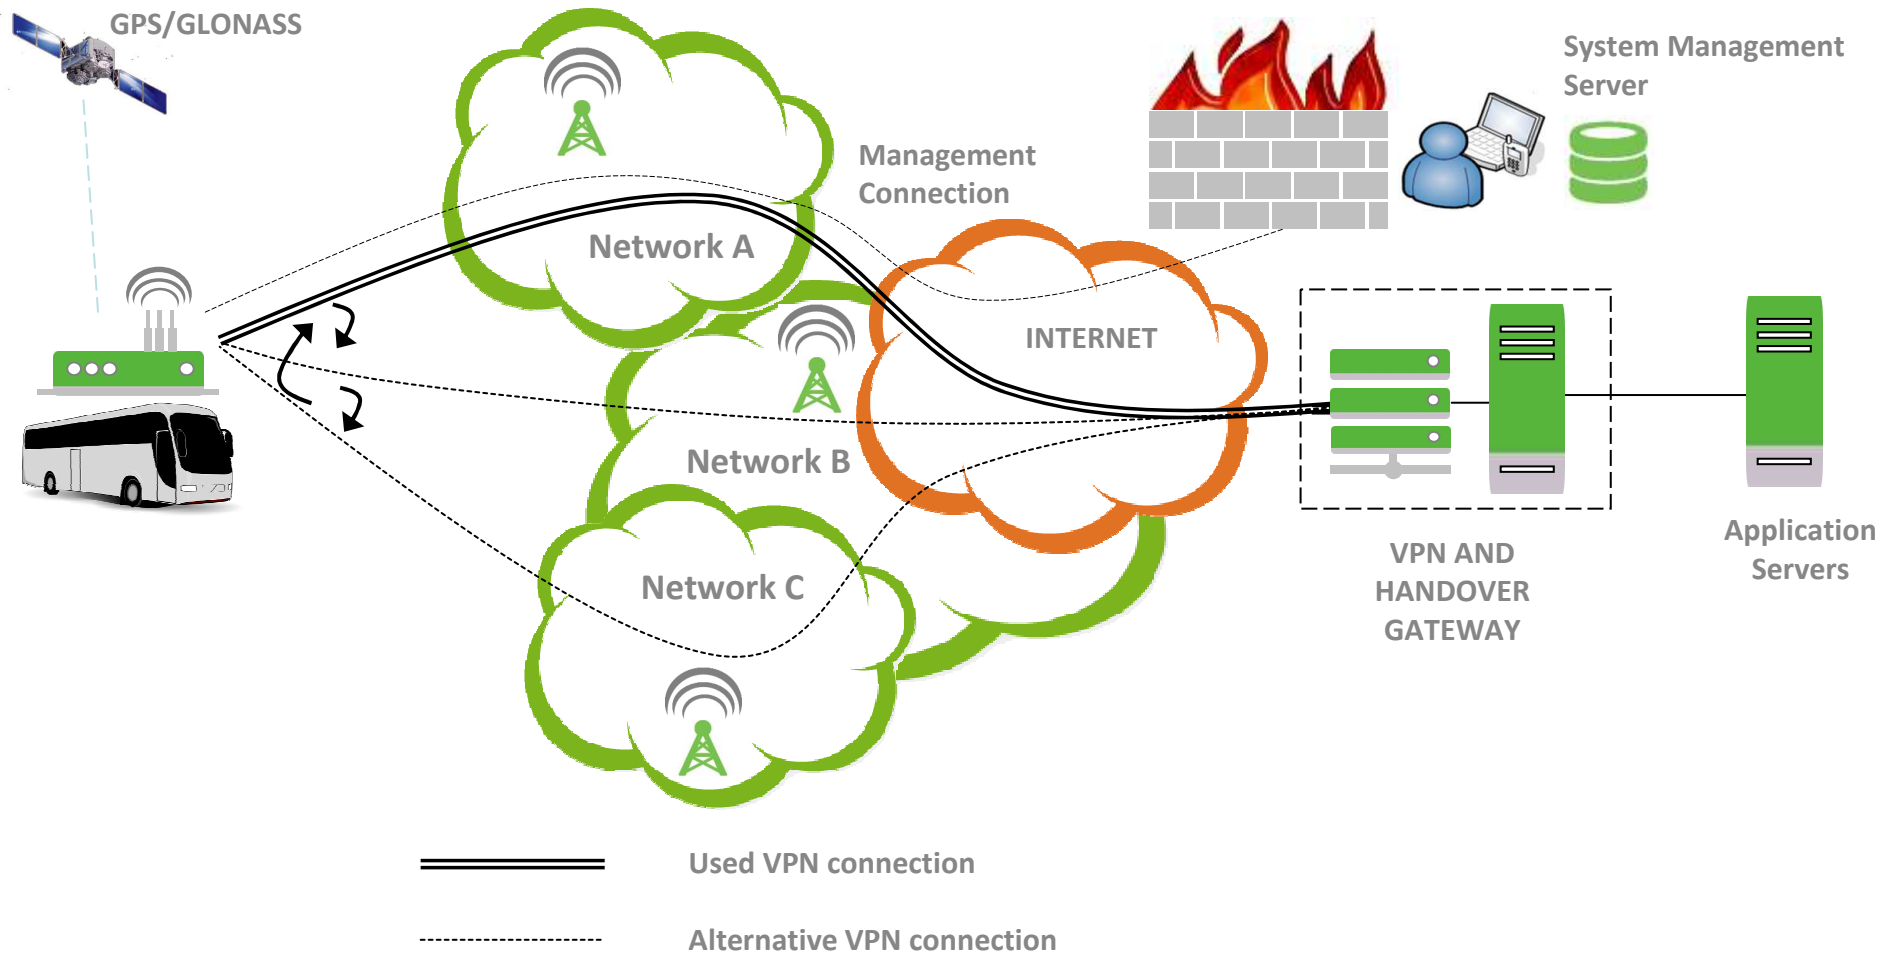 GPS/GLONASS
System Management
Server
Management
Connection
Network A
INTERNET
Network B
Network C
VPN AND
HANDOVER
GATEWAY
Application
Servers
Used VPN connection
Alternative VPN connection